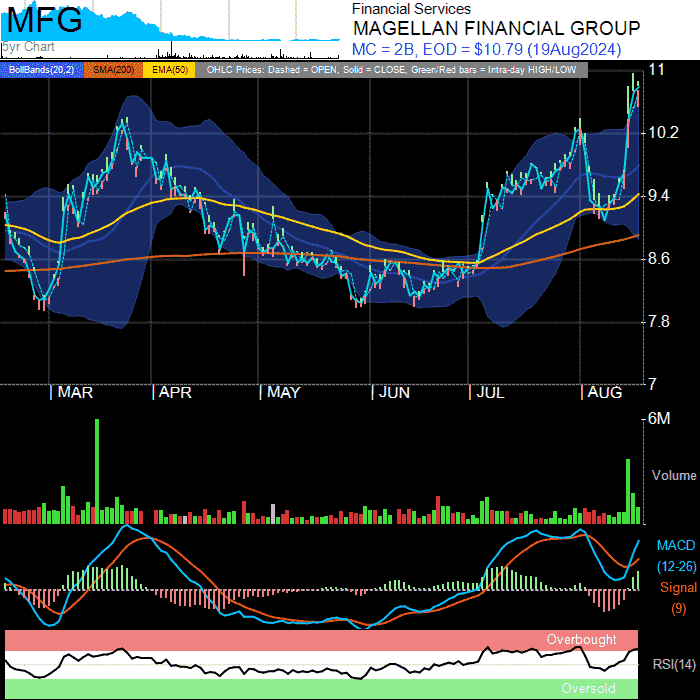 MFG
5yr Chart
Financial Services
MAGELLAN FINANCIAL GROUP
MC = 2B, EOD = $10.79 (19Aug2024)
BollBands(20,2) SMA(200) EMA(50) OHLC Prices: Dashed = OPEN, Solid = CLOSE, Green/Red bars = Intra-day HIGH/LOW
11
10.2
9.4
8.6
7.8
7
MAR APR MAY JUN JUL AUG
6M
Volume
MACD
(12-26)
Signal
(9)
Overbought
RSI(14)
Oversold